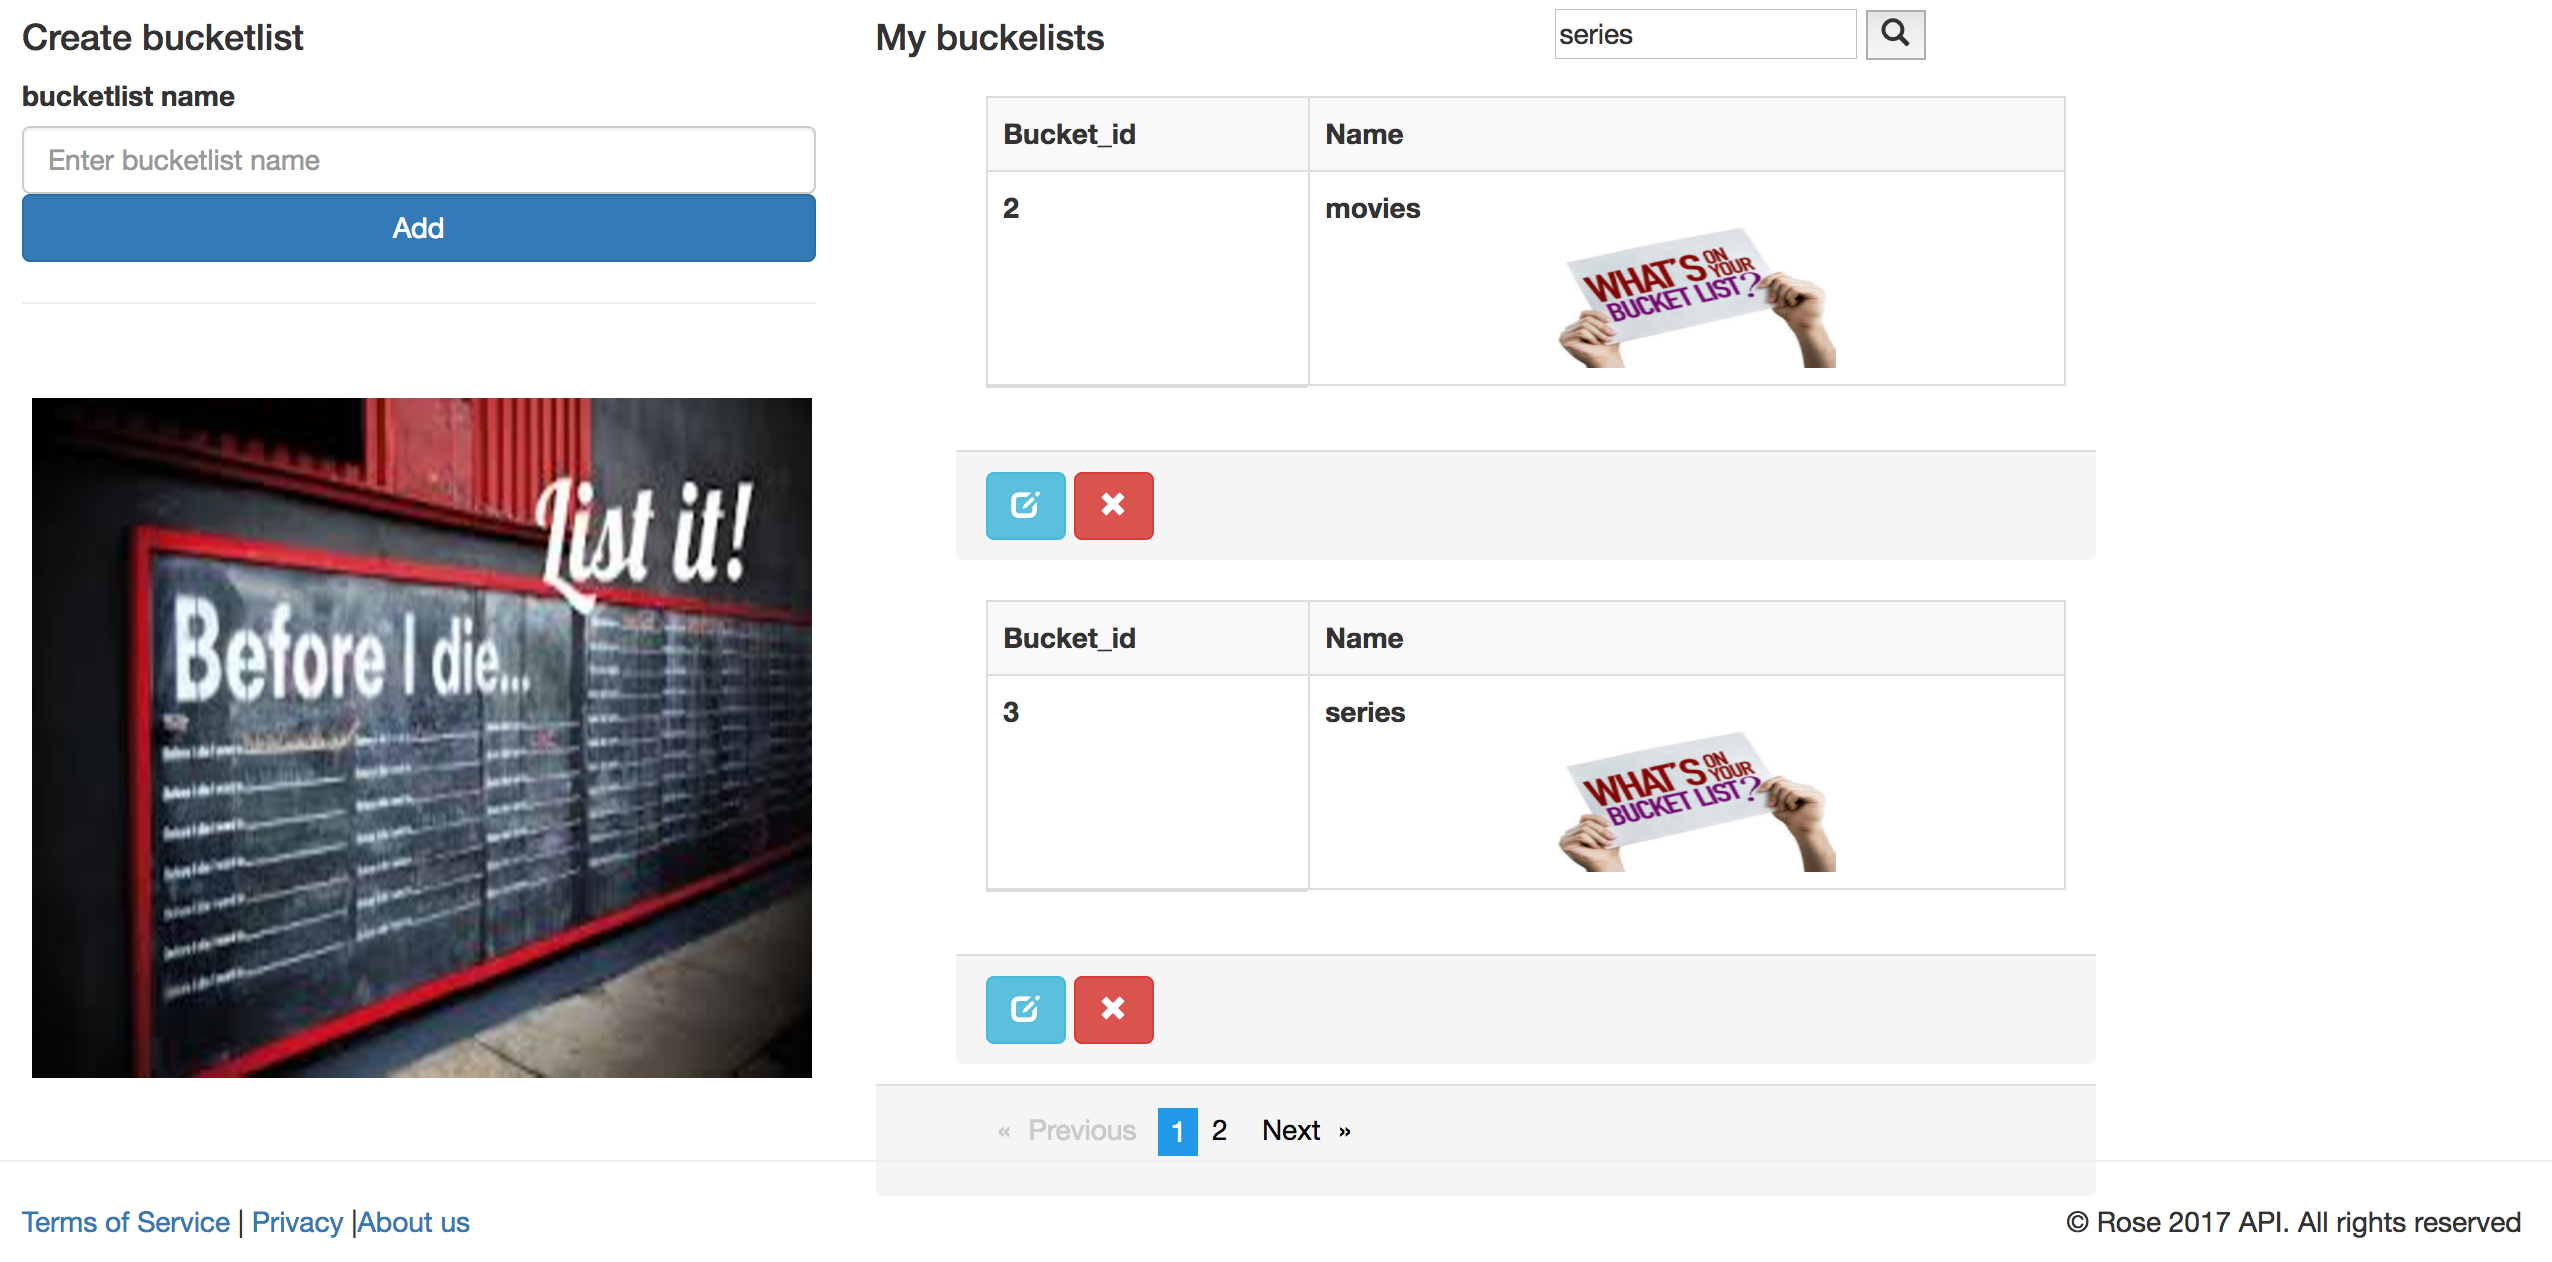 Create bucketlist
bucketlist name
Enter bucketlist name
Add
List it!
Before I die...
My buckelists
series
Bucket_id Name
2 movies
WHAT'S ON YOUR
BUCKET LIST?
Bucket_id Name
3 series
WHAT'S ON YOUR
BUCKET LIST?
« Previous 1 2 Next »
Terms of Service | Privacy |About us
© Rose 2017 API. All rights reserved